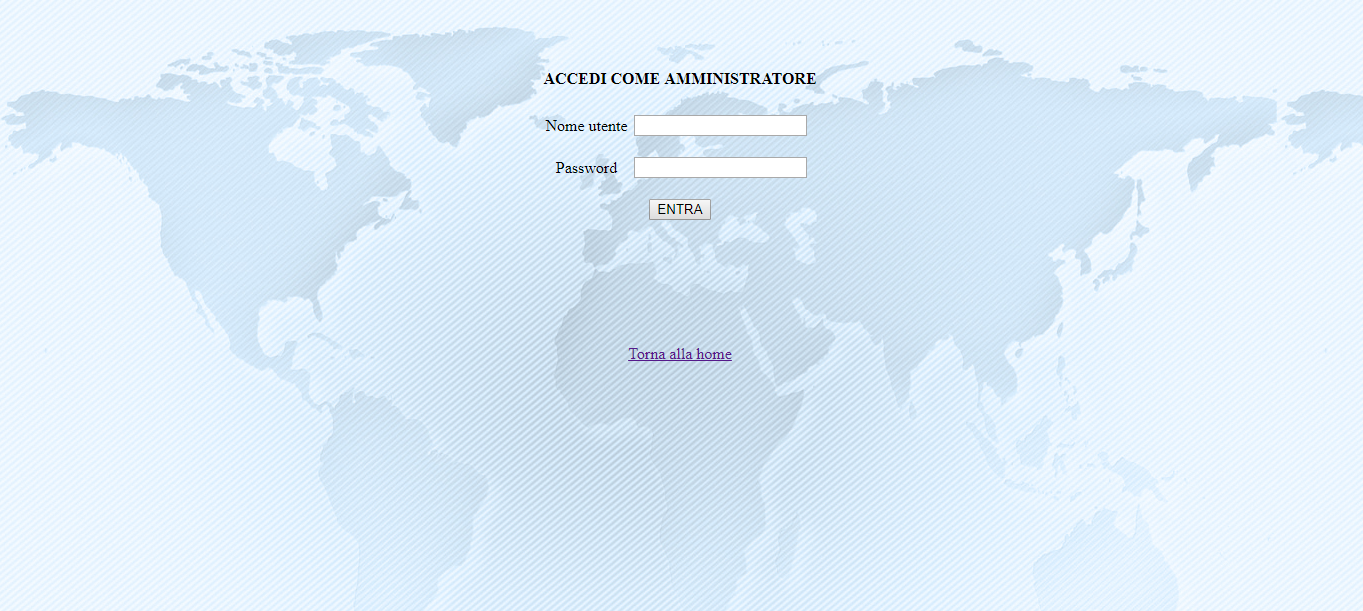 ACCEDI COME AMMINISTRATORE
Nome utente
Password
ENTRA
Torna alla home